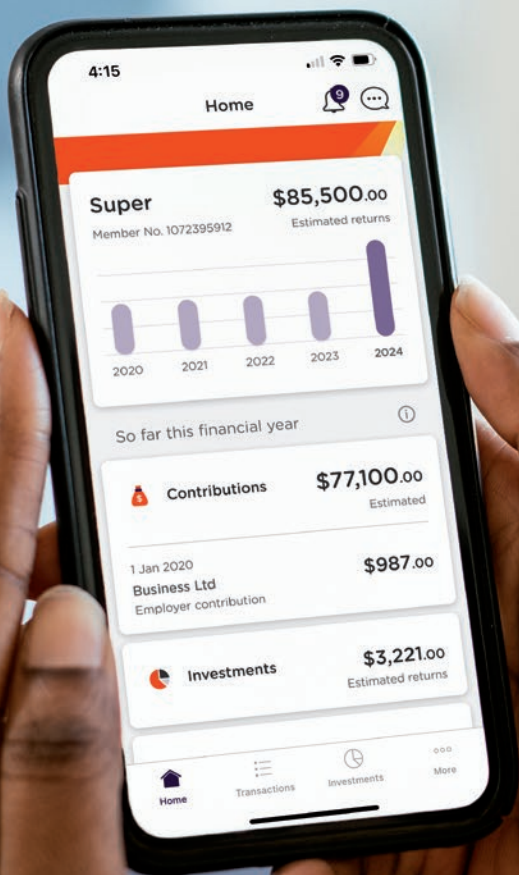 4:15
Home
9
Super $85,500.00
Member No. 1072395912 Estimated returns
2020 2021 2022 2023 2024
So far this financial year
Contributions $77,100.00
Estimated
1 Jan 2020
Business Ltd $987.00
Employer contribution
Investments $3,221.00
Estimated returns
Home Transactions Investments More